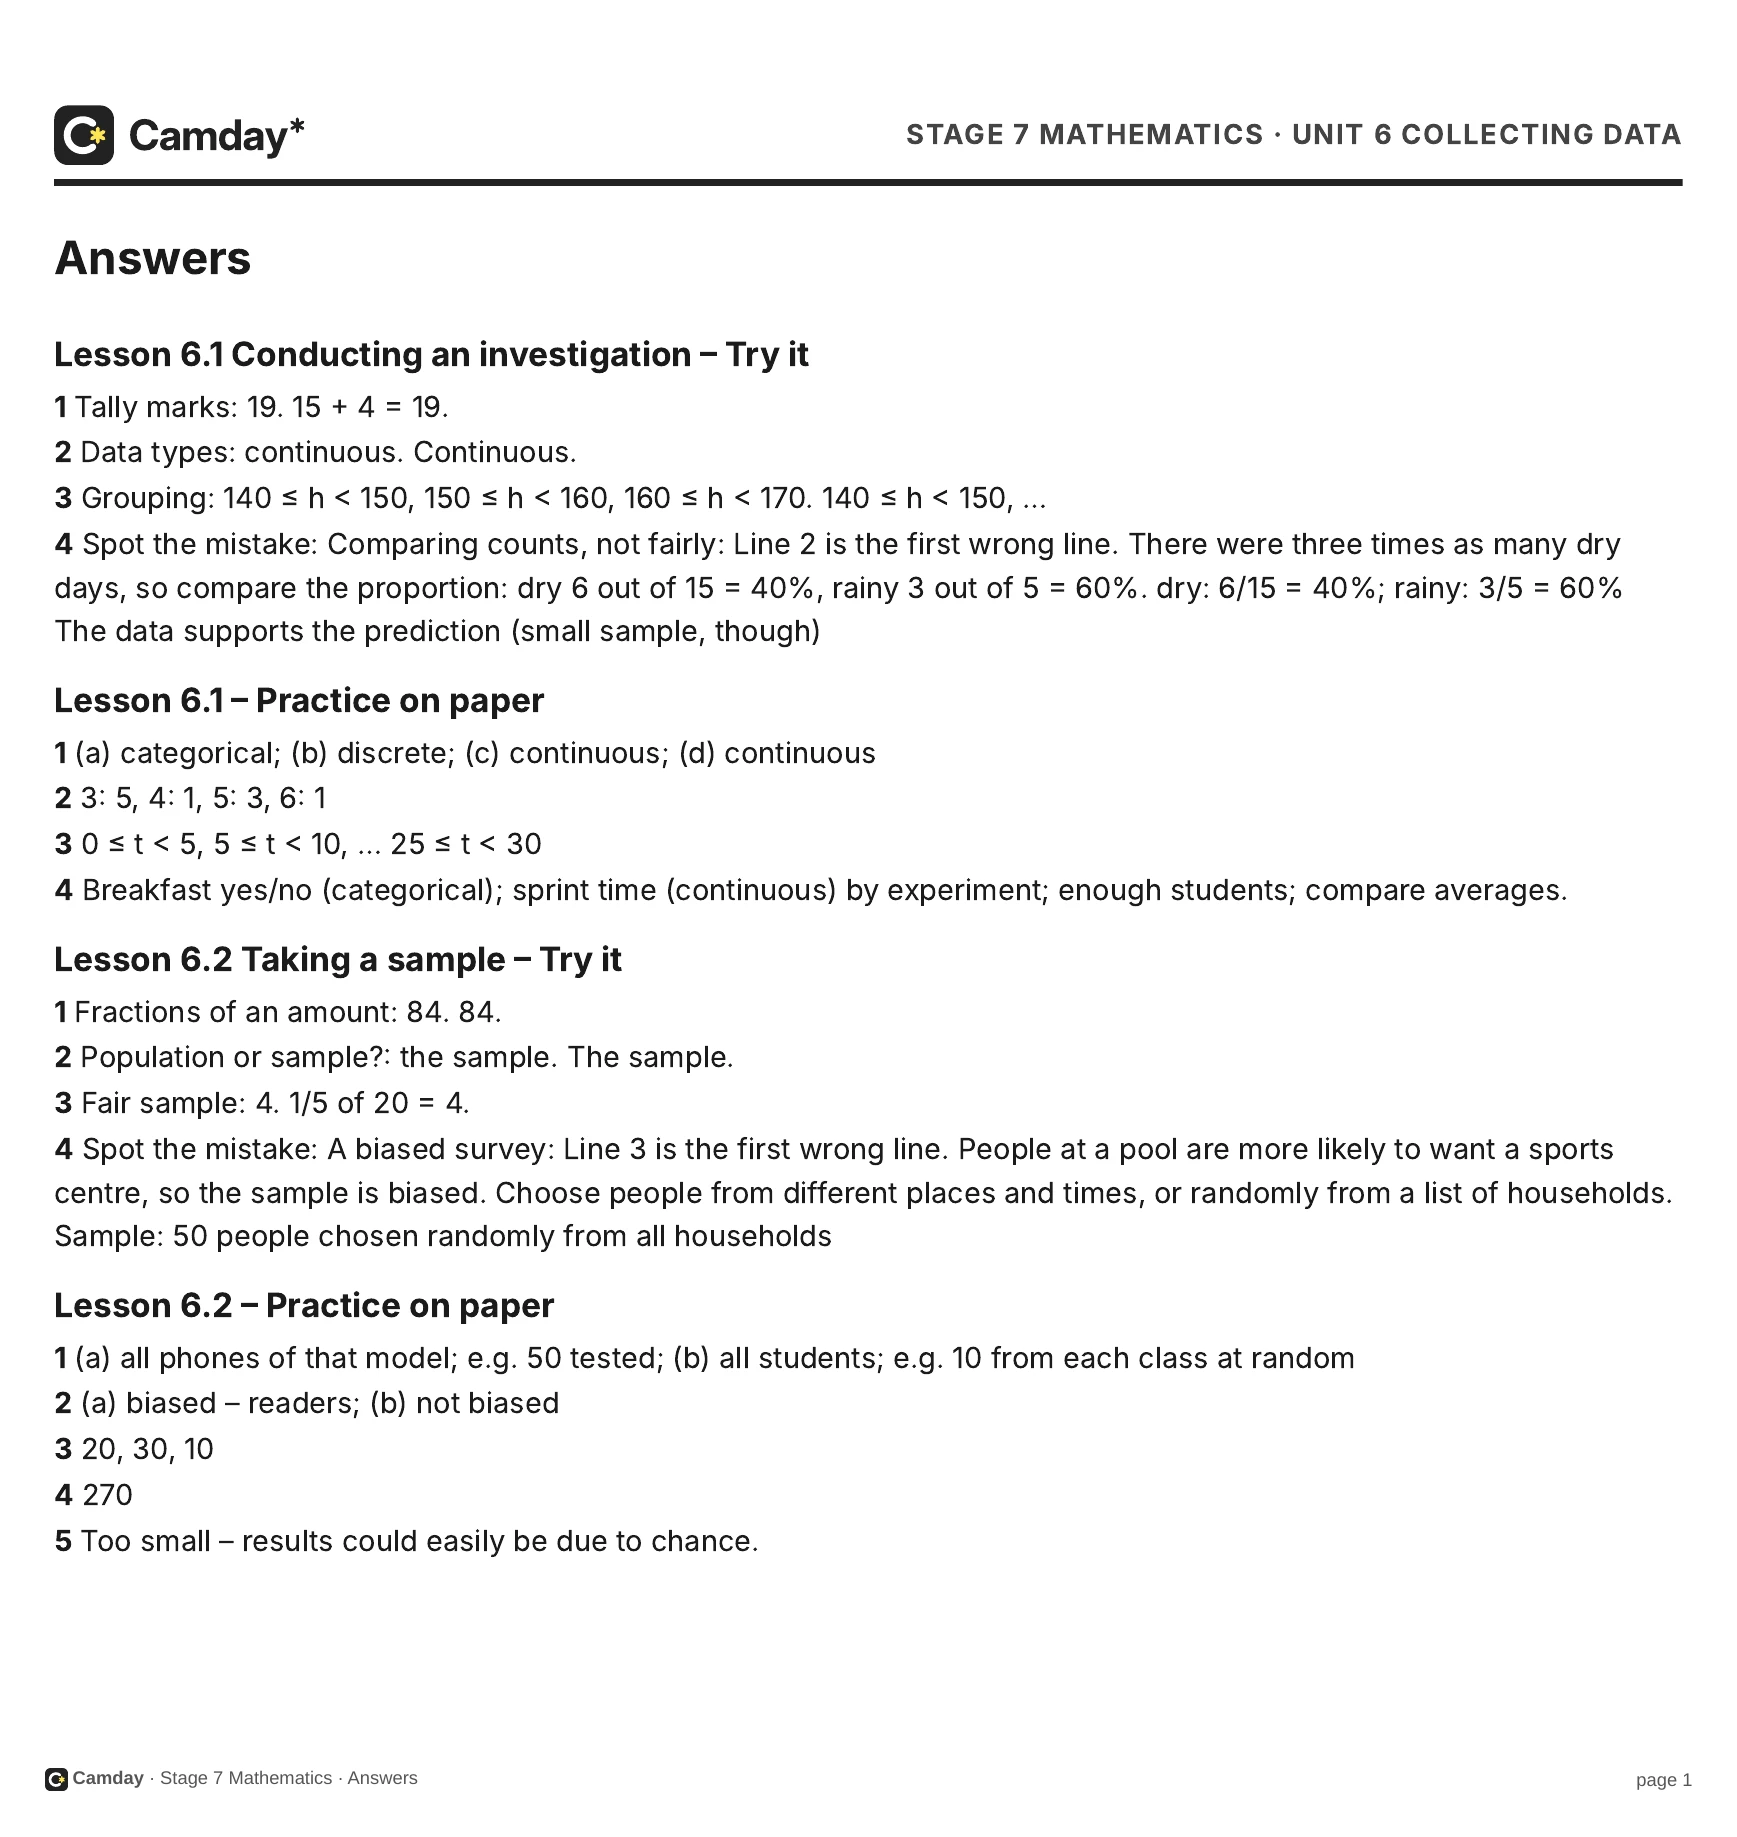 Camday*
STAGE 7 MATHEMATICS · UNIT 6 COLLECTING DATA
Answers
Lesson 6.1 Conducting an investigation – Try it
1 Tally marks: 19. 15 + 4 = 19.
2 Data types: continuous. Continuous.
3 Grouping: 140 ≤ h < 150, 150 ≤ h < 160, 160 ≤ h < 170. 140 ≤ h < 150, …
4 Spot the mistake: Comparing counts, not fairly: Line 2 is the first wrong line. There were three times as many dry
days, so compare the proportion: dry 6 out of 15 = 40%, rainy 3 out of 5 = 60%. dry: 6/15 = 40%; rainy: 3/5 = 60%
The data supports the prediction (small sample, though)
Lesson 6.1 – Practice on paper
1 (a) categorical; (b) discrete; (c) continuous; (d) continuous
2 3: 5, 4: 1, 5: 3, 6: 1
3 0 ≤ t < 5, 5 ≤ t < 10, … 25 ≤ t < 30
4 Breakfast yes/no (categorical); sprint time (continuous) by experiment; enough students; compare averages.
Lesson 6.2 Taking a sample – Try it
1 Fractions of an amount: 84. 84.
2 Population or sample?: the sample. The sample.
3 Fair sample: 4. 1/5 of 20 = 4.
4 Spot the mistake: A biased survey: Line 3 is the first wrong line. People at a pool are more likely to want a sports
centre, so the sample is biased. Choose people from different places and times, or randomly from a list of households.
Sample: 50 people chosen randomly from all households
Lesson 6.2 – Practice on paper
1 (a) all phones of that model; e.g. 50 tested; (b) all students; e.g. 10 from each class at random
2 (a) biased – readers; (b) not biased
3 20, 30, 10
4 270
5 Too small – results could easily be due to chance.
Camday · Stage 7 Mathematics · Answers
page 1